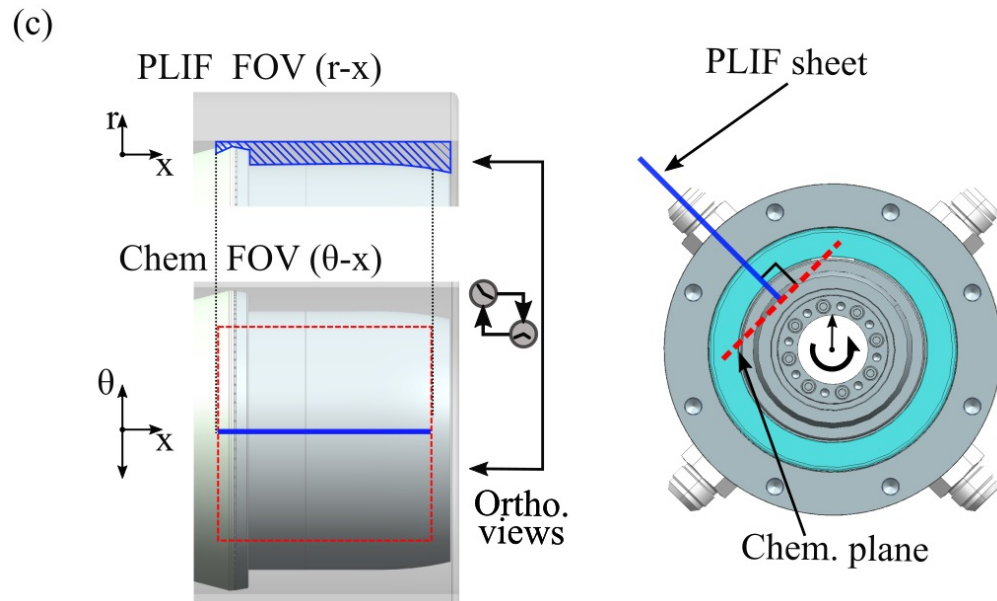 (c)
PLIF FOV (r-x)
r
x
Chem FOV (θ-x)
θ
x
Ortho.
views
PLIF sheet
Chem. plane